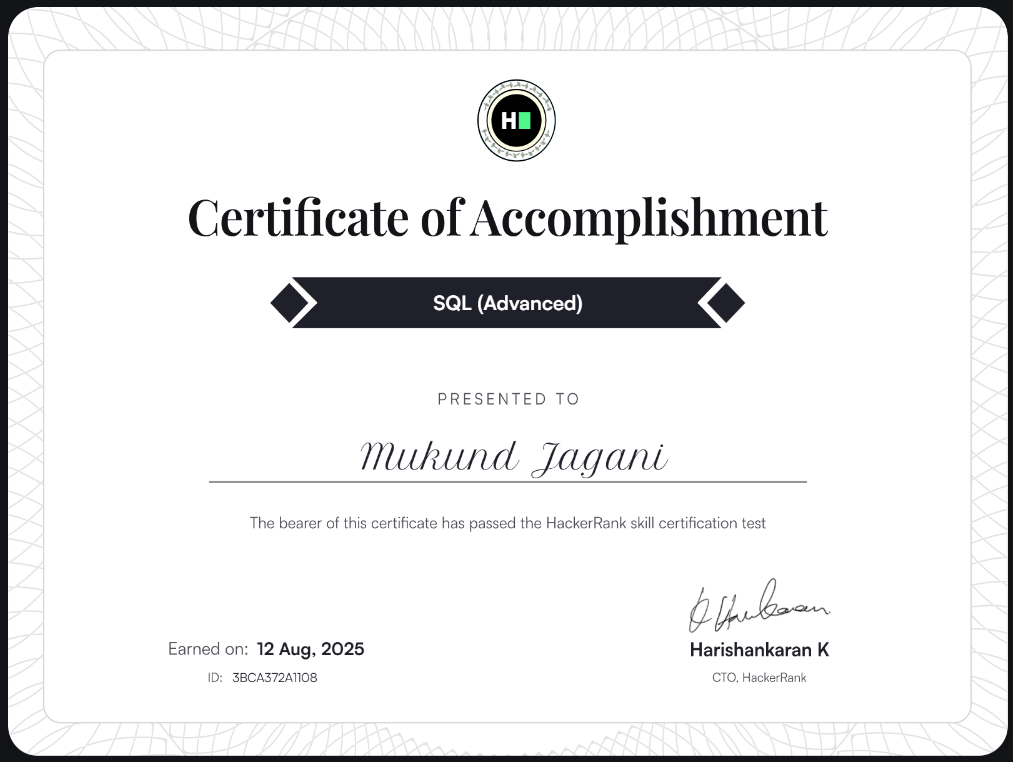 H
Certificate of Accomplishment
SQL (Advanced)
PRESENTED TO
Mukund Jagani
The bearer of this certificate has passed the HackerRank skill certification test
Earned on: 12 Aug, 2025
ID: 3BCA372A1108
Harishankaran K
CTO, HackerRank